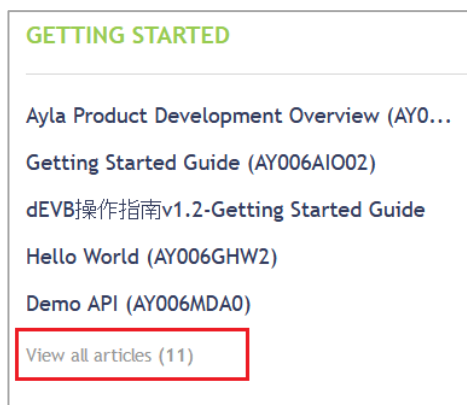 GETTING STARTED
Ayla Product Development Overview (AY0...
Getting Started Guide (AY006AIO02)
dEVB操作指南v1.2-Getting Started Guide
Hello World (AY006GHW2)
Demo API (AY006MDA0)
View all articles (11)